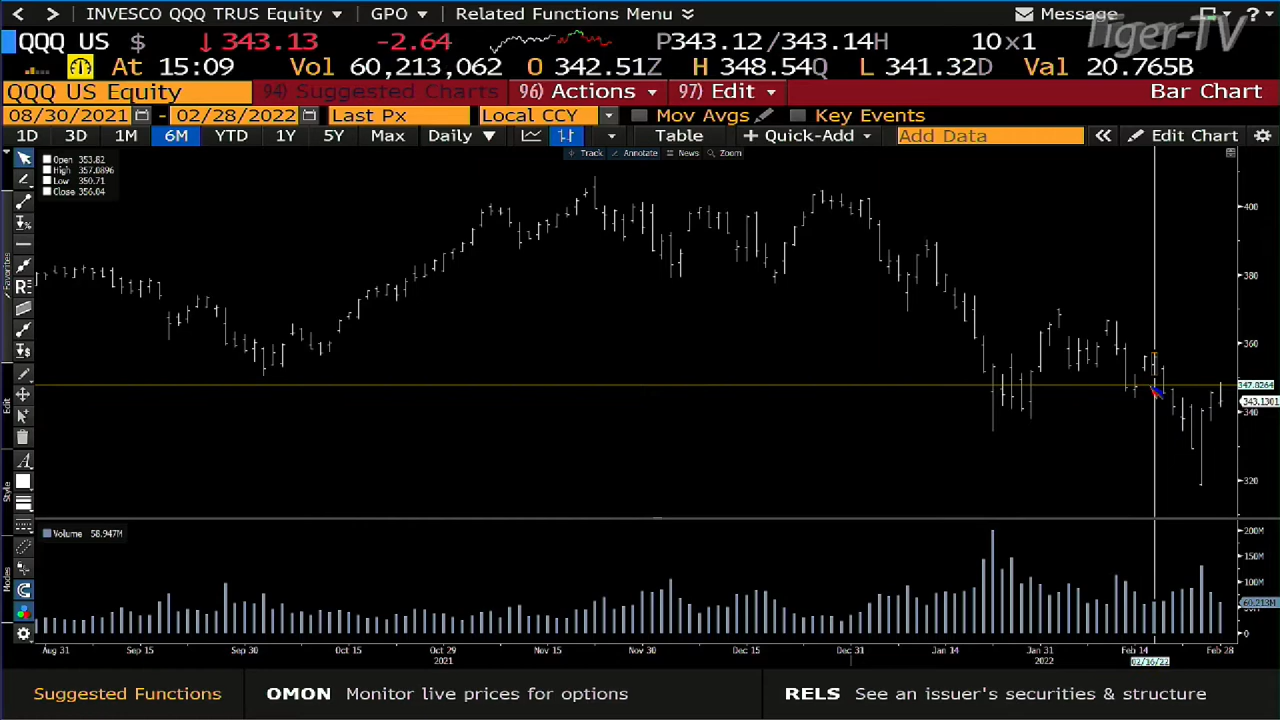 INVESCO QQQ TRUS Equity GPO Related Functions Menu Message ?
Tiger-TV
QQQ US $ ↓343.13 -2.64 P343.12/343.14H 10x1
At 15:09 Vol 60,213,062 O 342.51Z H 348.54Q L 341.32D Val 20.765B
QQQ US Equity 94) Suggested Charts 96) Actions 97) Edit Bar Chart
08/30/2021 - 02/28/2022 Last Px Local CCY Mov Avgs Key Events
1D 3D 1M 6M YTD 1Y 5Y Max Daily Table + Quick-Add Add Data Edit Chart
Track Annotate News Zoom
Open 353.82
High 357.0896
Low 350.71
Close 356.04
400
380
360
347.8264
343.1301
340
320
Favorites
Edit
Style
Modes
Volume 58.947M
200M
150M
100M
60.213M
0
Aug 31 Sep 15 Sep 30 Oct 15 Oct 29 Nov 15 Nov 30 Dec 15 Dec 31 Jan 14 Jan 31 Feb 14 Feb 28
2021 2022 02/16/22
Suggested Functions OMON Monitor live prices for options RELS See an issuer's securities & structure